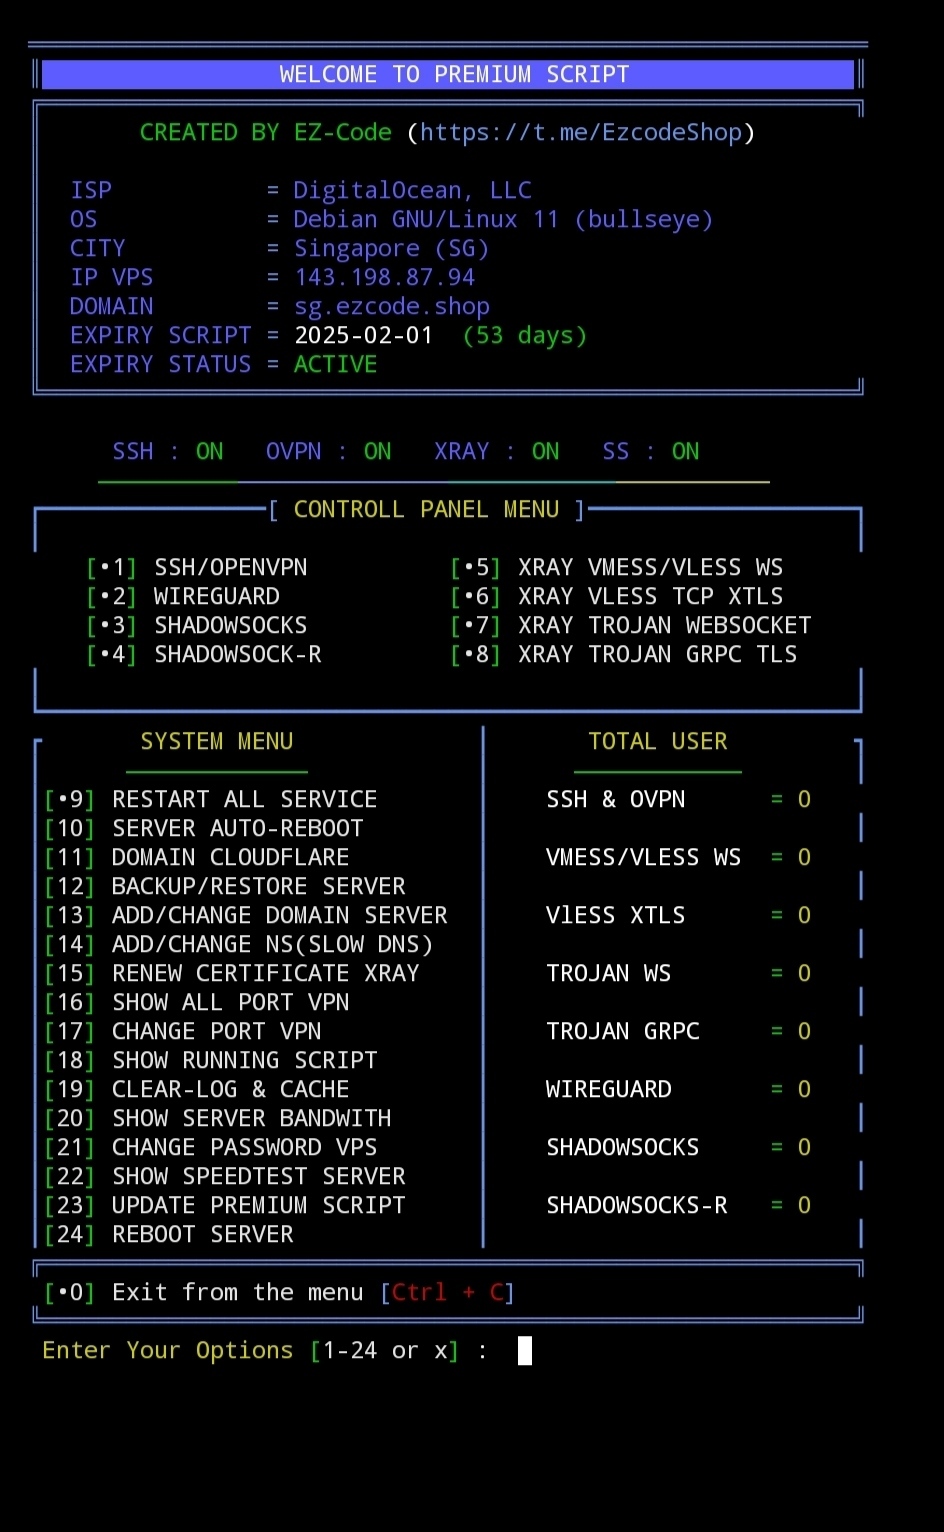 WELCOME TO PREMIUM SCRIPT
CREATED BY EZ-Code (https://t.me/EzcodeShop)
ISP = DigitalOcean, LLC
OS = Debian GNU/Linux 11 (bullseye)
CITY = Singapore (SG)
IP VPS = 143.198.87.94
DOMAIN = sg.ezcode.shop
EXPIRY SCRIPT = 2025-02-01 (53 days)
EXPIRY STATUS = ACTIVE
SSH : ON OVPN : ON XRAY : ON SS : ON
[ CONTROLL PANEL MENU ]
[•1] SSH/OPENVPN [•5] XRAY VMESS/VLESS WS
[•2] WIREGUARD [•6] XRAY VLESS TCP XTLS
[•3] SHADOWSOCKS [•7] XRAY TROJAN WEBSOCKET
[•4] SHADOWSOCK-R [•8] XRAY TROJAN GRPC TLS
SYSTEM MENU TOTAL USER
[•9] RESTART ALL SERVICE SSH & OVPN = 0
[10] SERVER AUTO-REBOOT
[11] DOMAIN CLOUDFLARE VMESS/VLESS WS = 0
[12] BACKUP/RESTORE SERVER
[13] ADD/CHANGE DOMAIN SERVER VlESS XTLS = 0
[14] ADD/CHANGE NS(SLOW DNS)
[15] RENEW CERTIFICATE XRAY TROJAN WS = 0
[16] SHOW ALL PORT VPN
[17] CHANGE PORT VPN TROJAN GRPC = 0
[18] SHOW RUNNING SCRIPT
[19] CLEAR-LOG & CACHE WIREGUARD = 0
[20] SHOW SERVER BANDWITH
[21] CHANGE PASSWORD VPS SHADOWSOCKS = 0
[22] SHOW SPEEDTEST SERVER
[23] UPDATE PREMIUM SCRIPT SHADOWSOCKS-R = 0
[24] REBOOT SERVER
[•0] Exit from the menu [Ctrl + C]
Enter Your Options [1-24 or x] :